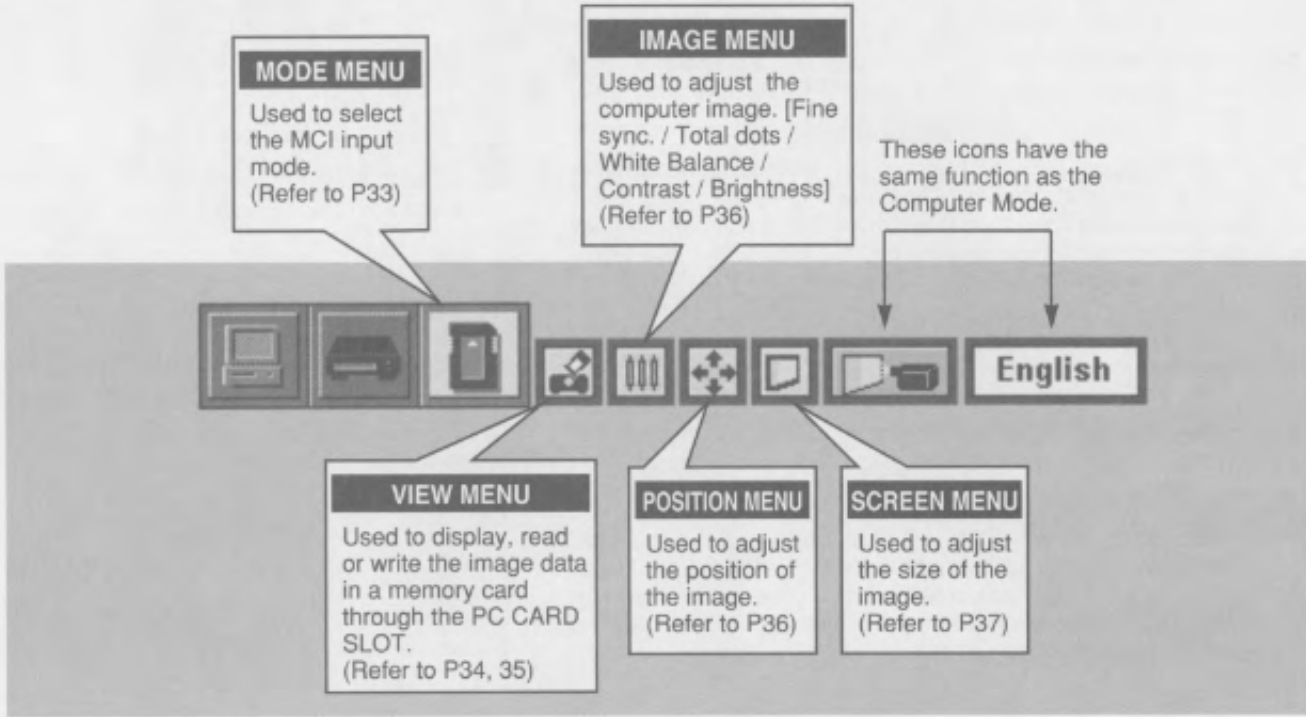 MODE MENU
Used to select
the MCI input
mode.
(Refer to P33)
IMAGE MENU
Used to adjust the
computer image. [Fine
sync. / Total dots /
White Balance /
Contrast / Brightness]
(Refer to P36)
These icons have the
same function as the
Computer Mode.
English
VIEW MENU
Used to display, read
or write the image data
in a memory card
through the PC CARD
SLOT.
(Refer to P34, 35)
POSITION MENU
Used to adjust
the position of
the image.
(Refer to P36)
SCREEN MENU
Used to adjust
the size of the
image.
(Refer to P37)